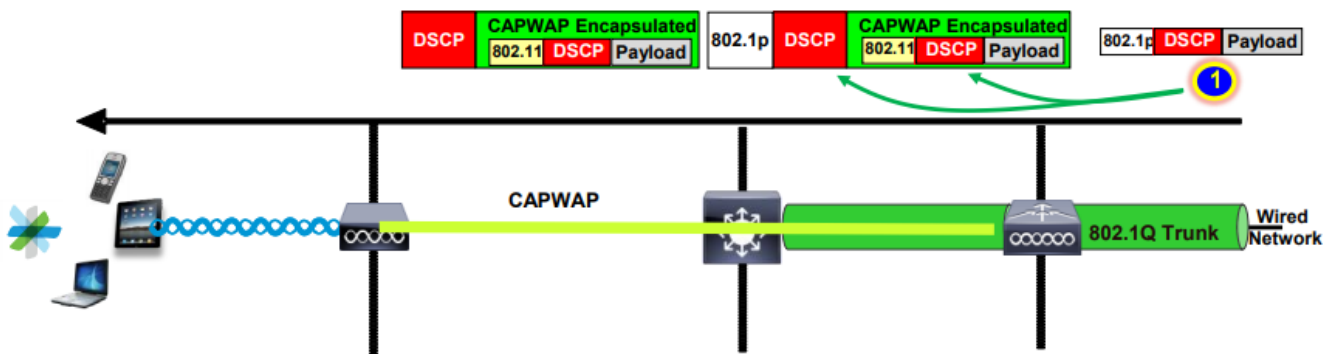 DSCP
CAPWAP Encapsulated
802.11 DSCP Payload
802.1p
DSCP
CAPWAP Encapsulated
802.11 DSCP Payload
802.1p DSCP Payload
1
CAPWAP
802.1Q Trunk
Wired
Network